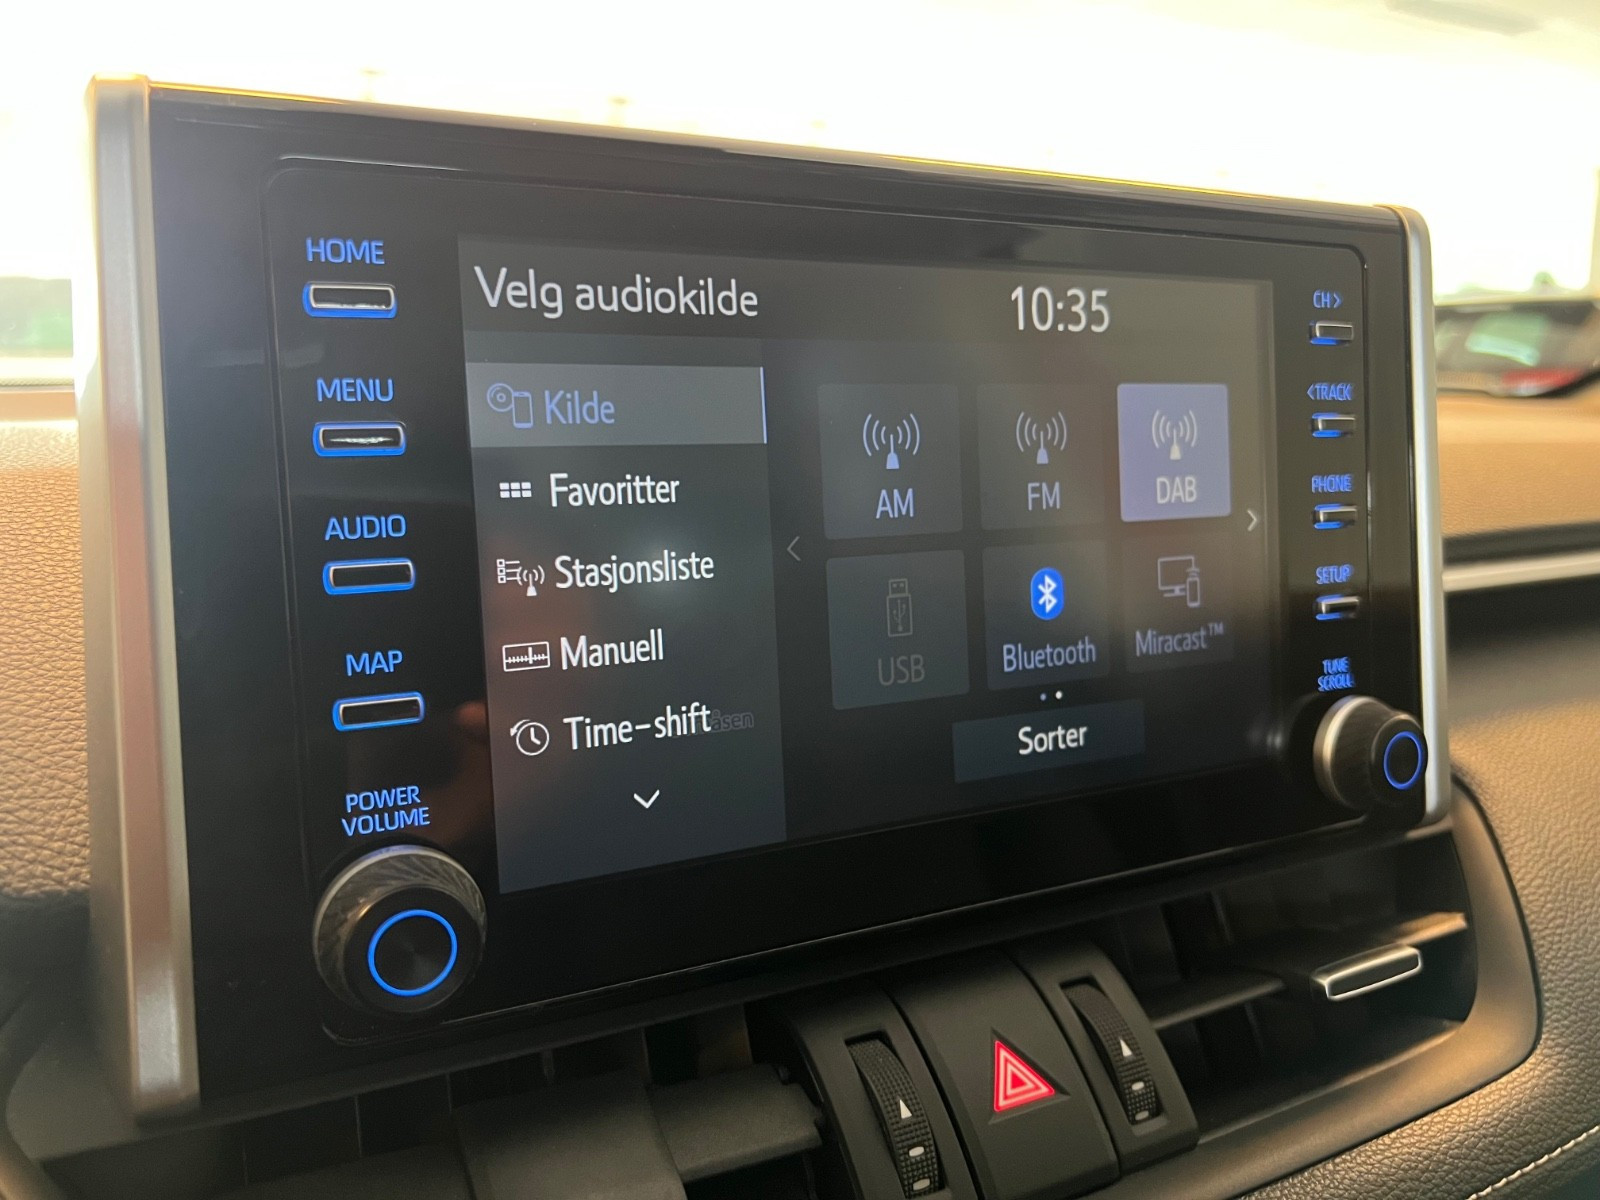 HOME
MENU
AUDIO
MAP
POWER
VOLUME
Velg audiokilde
10:35
Kilde
Favoritter
Stasjonsliste
Manuell
Time-shift
AM
FM
DAB
USB
Bluetooth
Miracast™
Sorter
CH>
<TRACK
PHONE
SETUP
TUNE
SCROLL